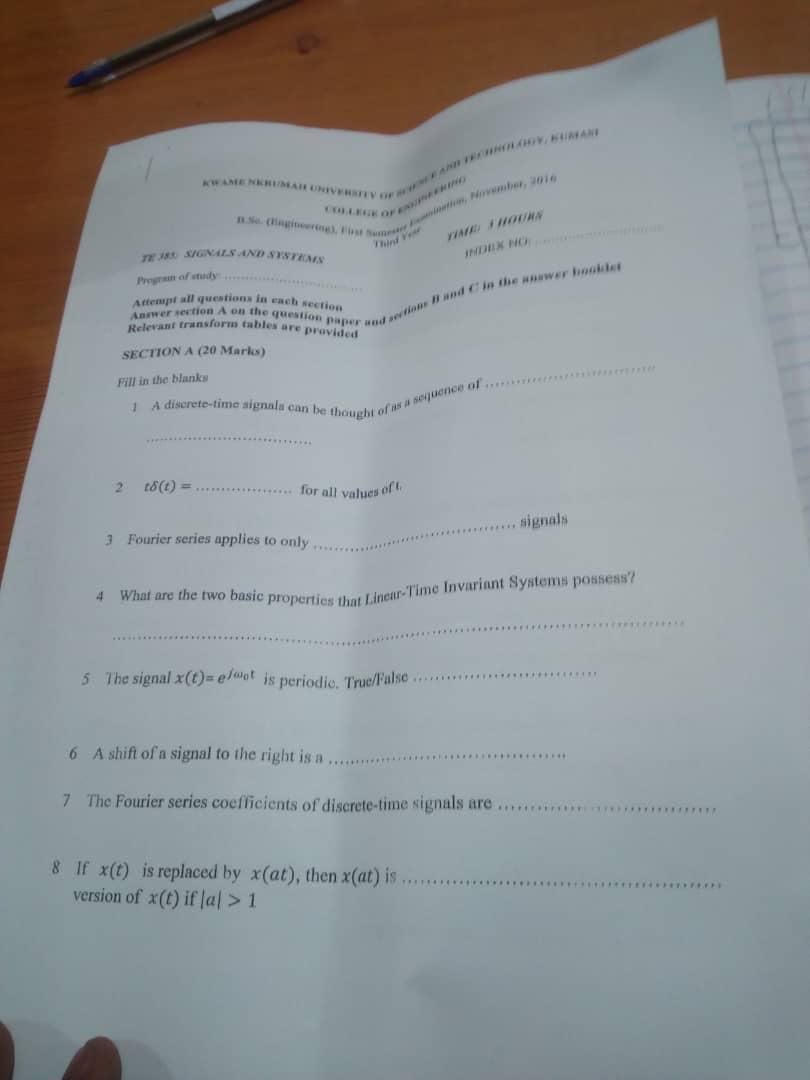 KWAME NKRUMAH UNIVERSITY OF SCIENCE AND TECHNOLOGY, KUMASI
COLLEGE OF ENGINEERING
B.Sc. (Engineering), First Semester Examination, November, 2016
Third Year
TIME: 3 HOURS
TE 385: SIGNALS AND SYSTEMS
INDEX NO: ........................
Program of study: ........................
Attempt all questions in each section
Answer section A on the question paper and sections B and C in the answer booklet
Relevant transform tables are provided
SECTION A (20 Marks)
Fill in the blanks
1 A discrete-time signals can be thought of as a sequence of ................................
................................
2 tδ(t) = ................... for all values of t.
3 Fourier series applies to only ....................................... signals
4 What are the two basic properties that Linear-Time Invariant Systems possess?
................................................................................
5 The signal x(t)= e^{jω₀t} is periodic. True/False ..............................
6 A shift of a signal to the right is a ........................................
7 The Fourier series coefficients of discrete-time signals are ................................
8 If x(t) is replaced by x(at), then x(at) is ..................................................
version of x(t) if |a| > 1